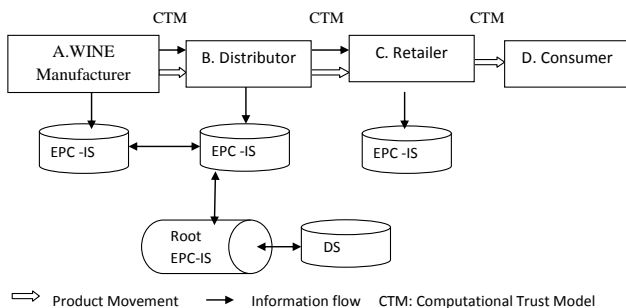 CTM CTM CTM
A.WINE
Manufacturer
B. Distributor
C. Retailer
D. Consumer
EPC -IS
EPC -IS
EPC -IS
Root
EPC-IS
DS
Product Movement Information flow CTM: Computational Trust Model